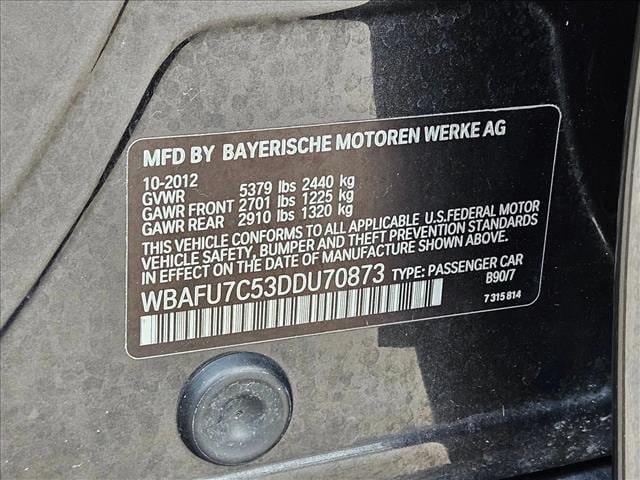 MFD BY BAYERISCHE MOTOREN WERKE AG
10-2012
GVWR 5379 lbs 2440 kg
GAWR FRONT 2701 lbs 1225 kg
GAWR REAR 2910 lbs 1320 kg
THIS VEHICLE CONFORMS TO ALL APPLICABLE U.S.FEDERAL MOTOR
VEHICLE SAFETY, BUMPER AND THEFT PREVENTION STANDARDS
IN EFFECT ON THE DATE OF MANUFACTURE SHOWN ABOVE.
WBAFU7C53DDU70873 TYPE: PASSENGER CAR
B90/7
7 315 814